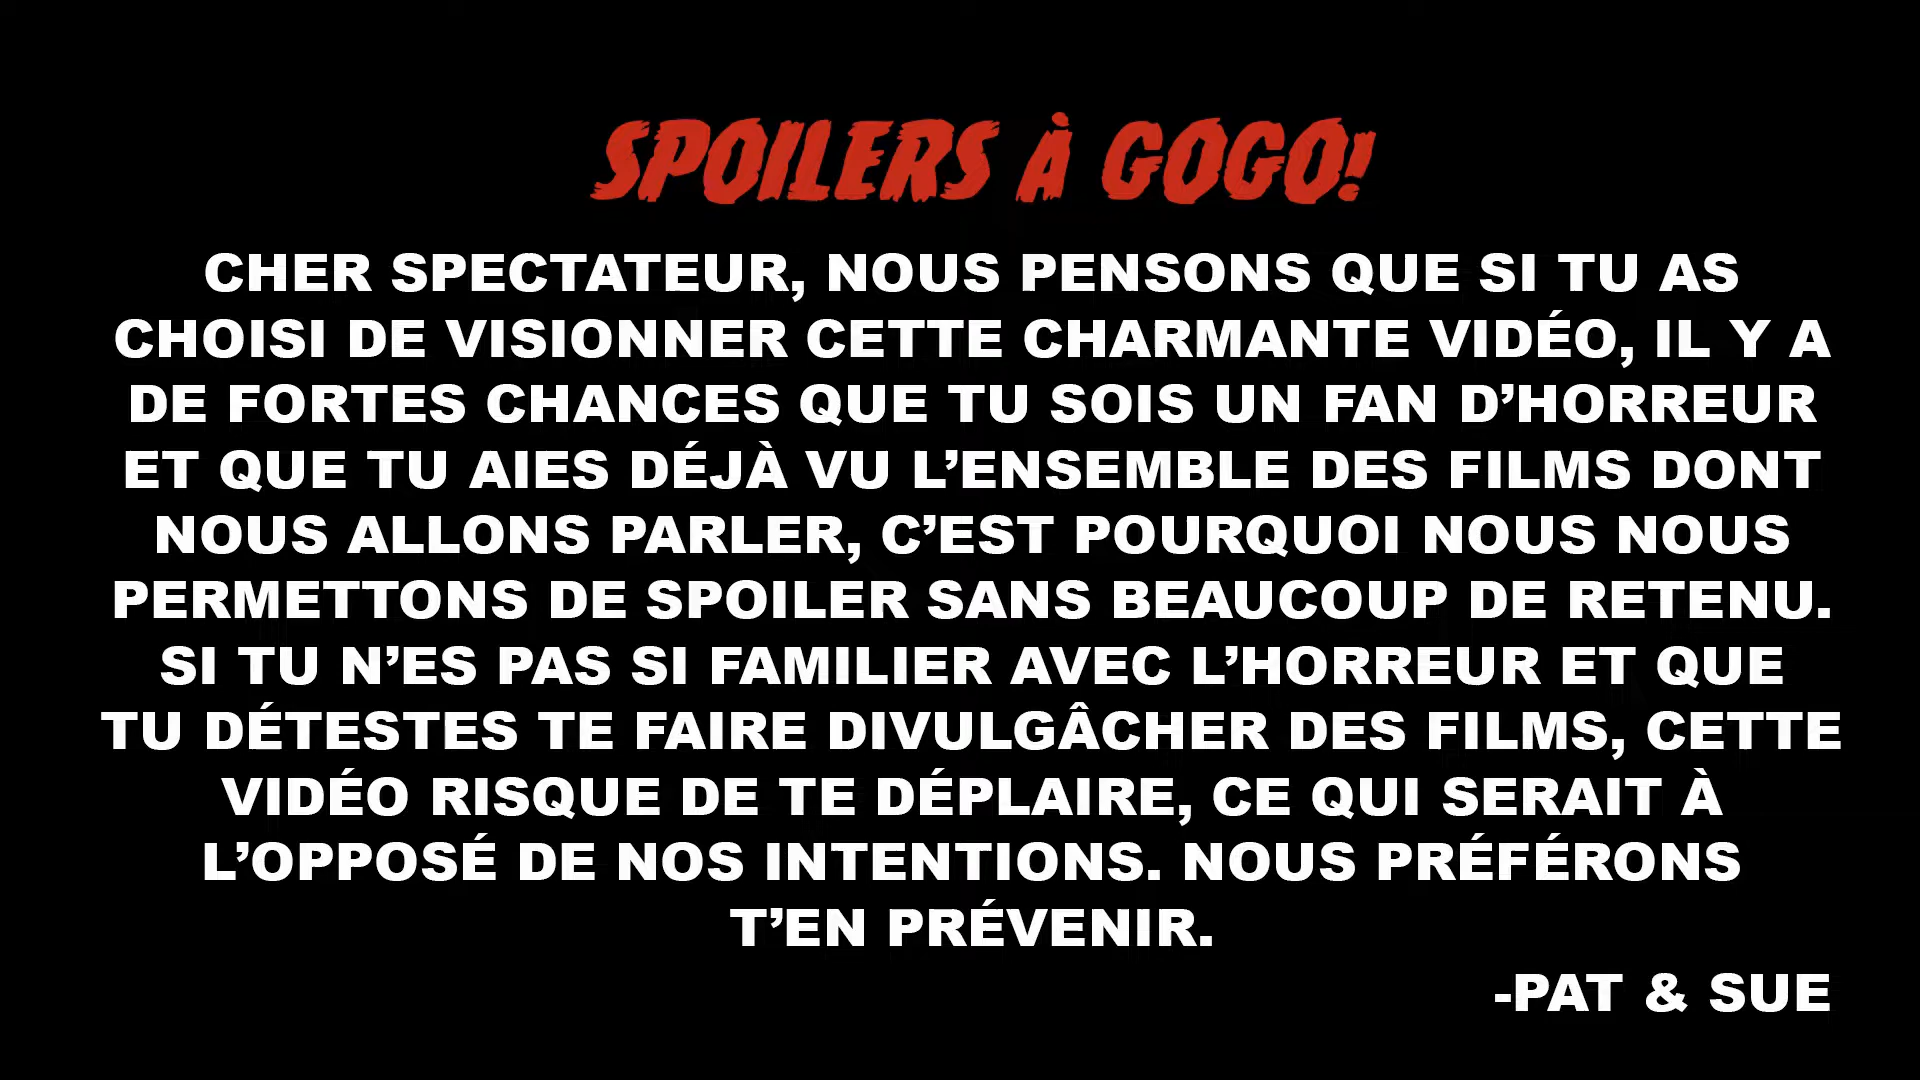 SPOILERS À GOGO!
CHER SPECTATEUR, NOUS PENSONS QUE SI TU AS
CHOISI DE VISIONNER CETTE CHARMANTE VIDÉO, IL Y A
DE FORTES CHANCES QUE TU SOIS UN FAN D’HORREUR
ET QUE TU AIES DÉJÀ VU L’ENSEMBLE DES FILMS DONT
NOUS ALLONS PARLER, C’EST POURQUOI NOUS NOUS
PERMETTONS DE SPOILER SANS BEAUCOUP DE RETENU.
SI TU N’ES PAS SI FAMILIER AVEC L’HORREUR ET QUE
TU DÉTESTES TE FAIRE DIVULGÂCHER DES FILMS, CETTE
VIDÉO RISQUE DE TE DÉPLAIRE, CE QUI SERAIT À
L’OPPOSÉ DE NOS INTENTIONS. NOUS PRÉFÉRONS
T’EN PRÉVENIR.
-PAT & SUE